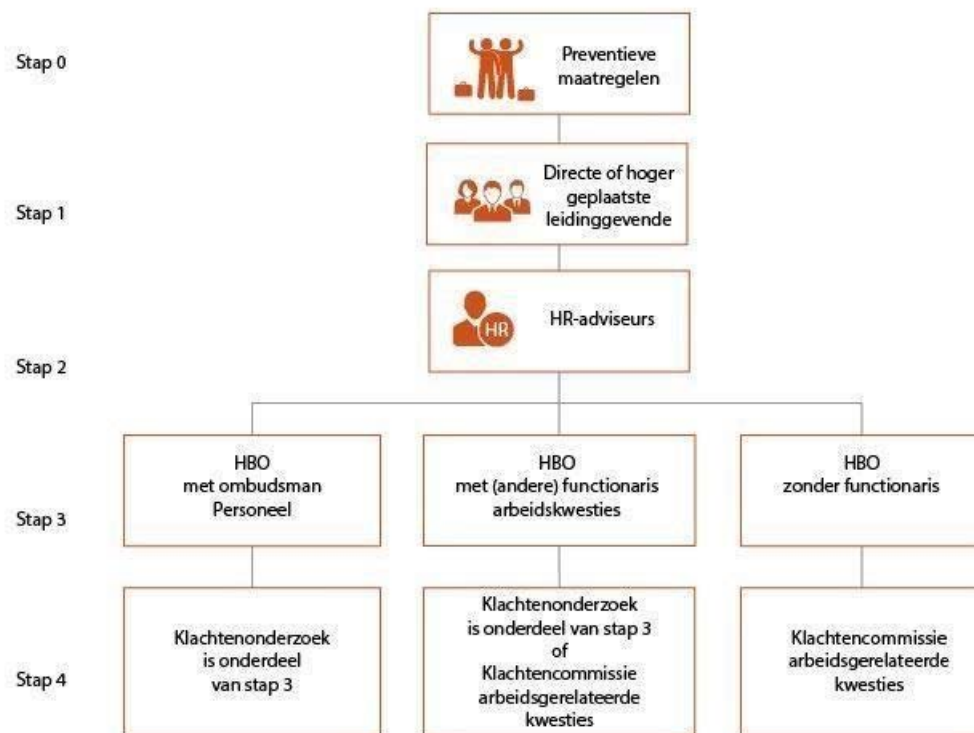 Stap 0
Preventieve
maatregelen
Stap 1
Directe of hoger
geplaatste
leidinggevende
HR
HR-adviseurs
Stap 2
HBO
met ombudsman
Personeel
HBO
met (andere) functionaris
arbeidskwesties
HBO
zonder functionaris
Stap 3
Klachtenonderzoek
is onderdeel
van stap 3
Klachtenonderzoek
is onderdeel van stap 3
of
Klachtencommissie
arbeidsgerelateerde
kwesties
Klachtencommissie
arbeidsgerelateerde
kwesties
Stap 4